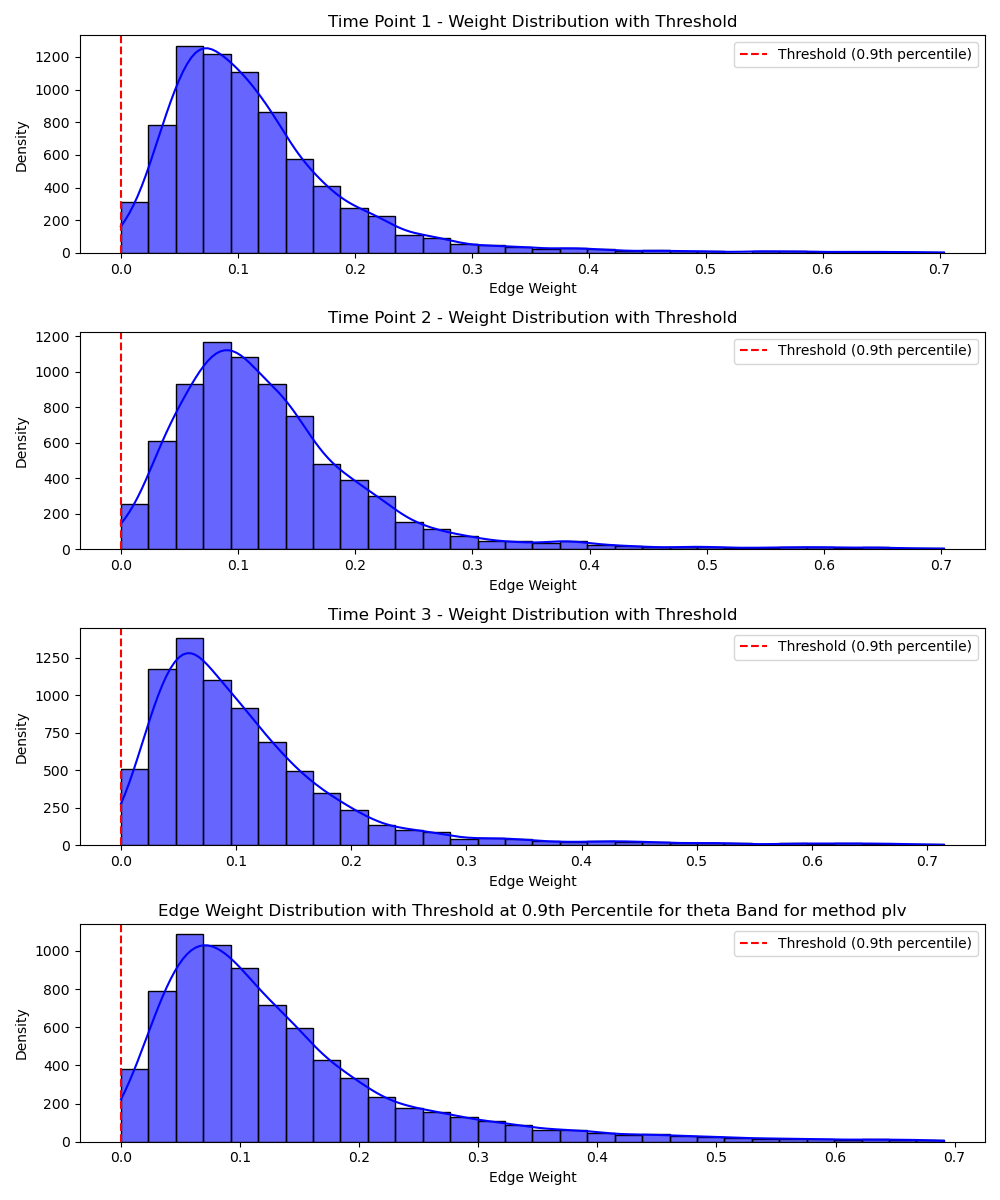 Time Point 1 - Weight Distribution with Threshold
Threshold (0.9th percentile)
Density
1200
1000
800
600
400
200
0
0.0 0.1 0.2 0.3 0.4 0.5 0.6 0.7
Edge Weight
Time Point 2 - Weight Distribution with Threshold
Threshold (0.9th percentile)
Density
1200
1000
800
600
400
200
0
0.0 0.1 0.2 0.3 0.4 0.5 0.6 0.7
Edge Weight
Time Point 3 - Weight Distribution with Threshold
Threshold (0.9th percentile)
Density
1250
1000
750
500
250
0
0.0 0.1 0.2 0.3 0.4 0.5 0.6 0.7
Edge Weight
Edge Weight Distribution with Threshold at 0.9th Percentile for theta Band for method plv
Threshold (0.9th percentile)
Density
1000
800
600
400
200
0
0.0 0.1 0.2 0.3 0.4 0.5 0.6 0.7
Edge Weight